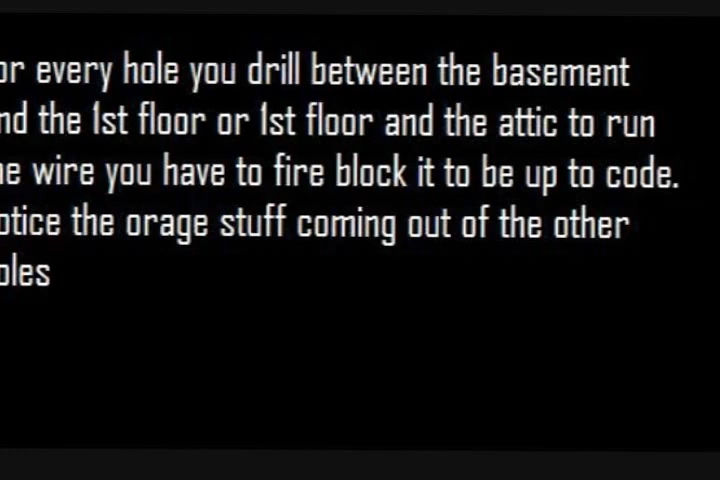 or every hole you drill between the basement
nd the 1st floor or 1st floor and the attic to run
he wire you have to fire block it to be up to code.
otice the orage stuff coming out of the other
oles